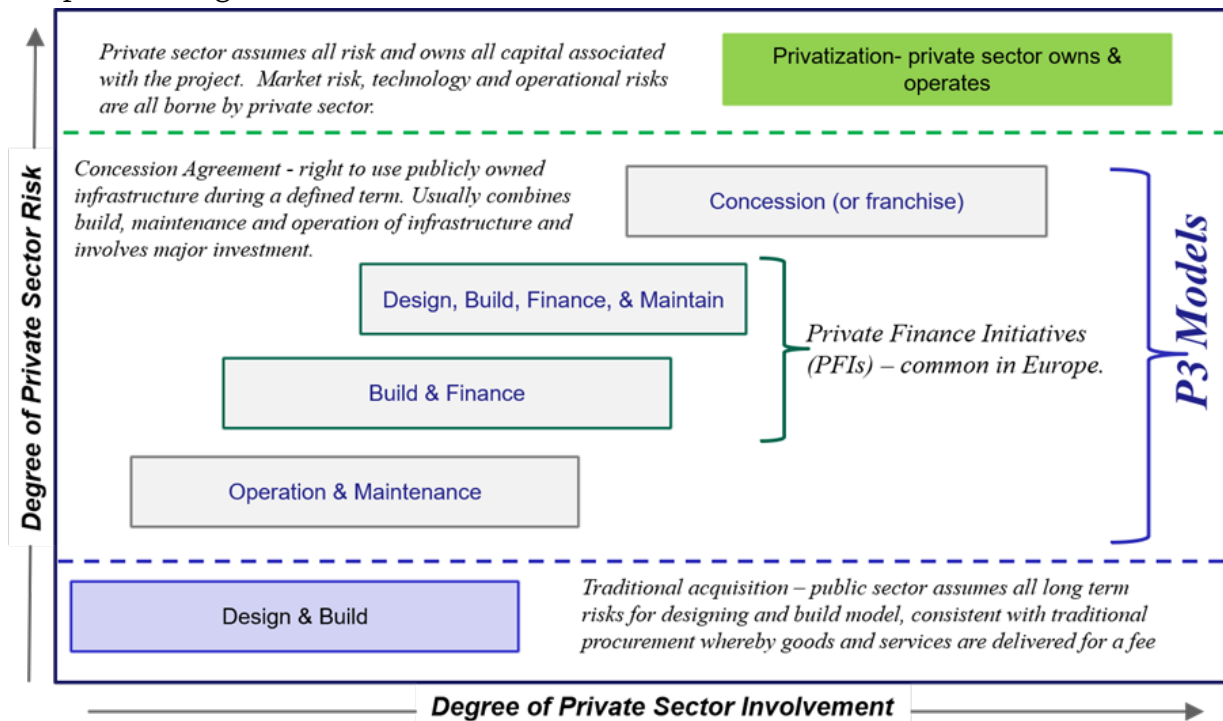 Private sector assumes all risk and owns all capital associated
with the project.  Market risk, technology and operational risks
are all borne by private sector.
Privatization- private sector owns &
operates
Concession Agreement - right to use publicly owned
infrastructure during a defined term. Usually combines
build, maintenance and operation of infrastructure and
involves major investment.
Concession (or franchise)
Design, Build, Finance, & Maintain
Build & Finance
Private Finance Initiatives
(PFIs) – common in Europe.
Operation & Maintenance
P3 Models
Design & Build
Traditional acquisition – public sector assumes all long term
risks for designing and build model, consistent with traditional
procurement whereby goods and services are delivered for a fee
Degree of Private Sector Risk
Degree of Private Sector Involvement